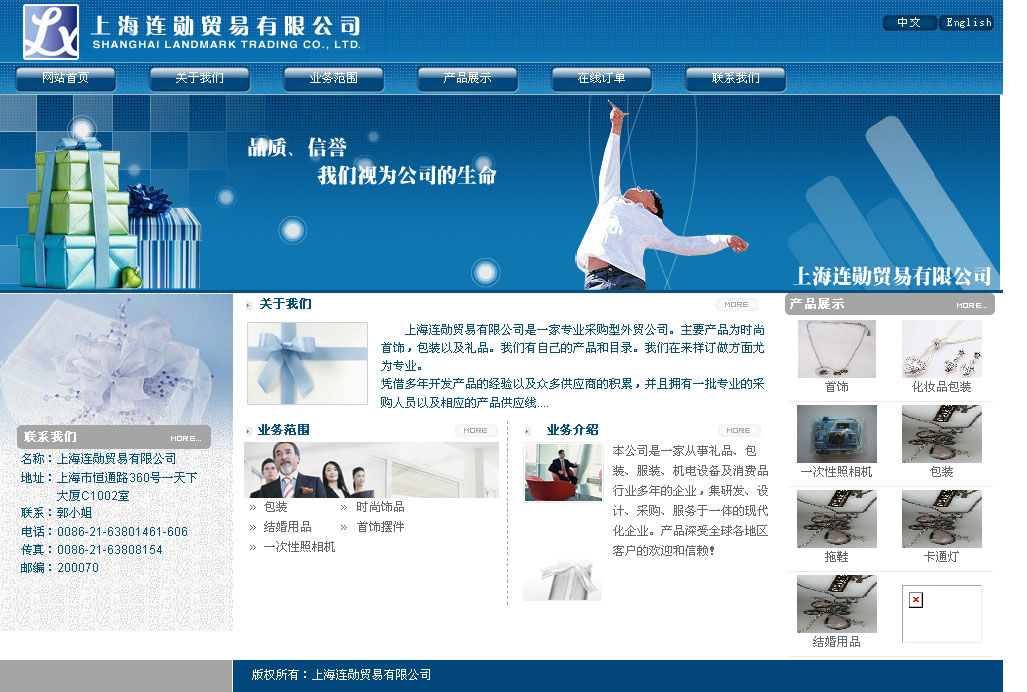 上海连勋贸易有限公司
SHANGHAI LANDMARK TRADING CO., LTD.
中文 English
网站首页 关于我们 业务范围 产品展示 在线订单 联系我们
品质、信誉
我们视为公司的生命
上海连勋贸易有限公司
关于我们 MORE
上海连勋贸易有限公司是一家专业采购型外贸公司。主要产品为时尚
首饰，包装以及礼品。我们有自己的产品和目录。我们在来祥订做方面尤
为专业。
凭借多年开发产品的经验以及众多供应商的积累，并且拥有一批专业的采
购人员以及相应的产品供应线....
联系我们 MORE...
名称：上海连勋贸易有限公司
地址：上海市恒通路360号一天下
大厦C1002室
联系：郭小姐
电话：0086-21-63801461-606
传真：0086-21-63808154
邮编：200070
业务范围 MORE
» 包装 » 时尚饰品
» 结婚用品 » 首饰摆件
» 一次性照相机
业务介绍 MORE
本公司是一家从事礼品、包
装、服装、机电设备及消费品
行业多年的企业，集研发、设
计、采购、服务于一体的现代
化企业。产品深受全球各地区
客户的欢迎和信赖！
产品展示 MORE...
首饰 化妆品包装
一次性照相机 包装
拖鞋 卡通灯
结婚用品
版权所有：上海连勋贸易有限公司